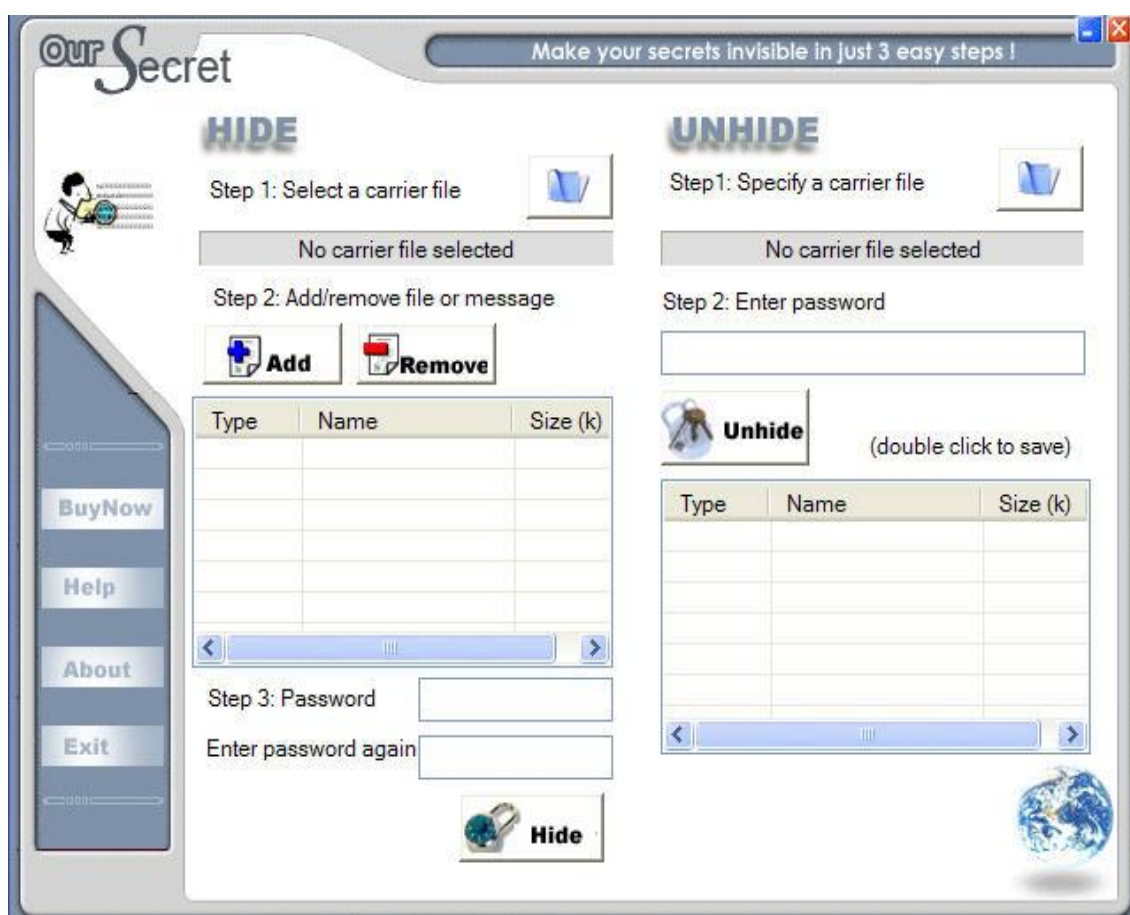 Our Secret
Make your secrets invisible in just 3 easy steps !
HIDE
Step 1: Select a carrier file
No carrier file selected
Step 2: Add/remove file or message
Add
Remove
Type Name Size (k)
Step 3: Password
Enter password again
Hide
UNHIDE
Step1: Specify a carrier file
No carrier file selected
Step 2: Enter password
Unhide
(double click to save)
Type Name Size (k)
BuyNow
Help
About
Exit